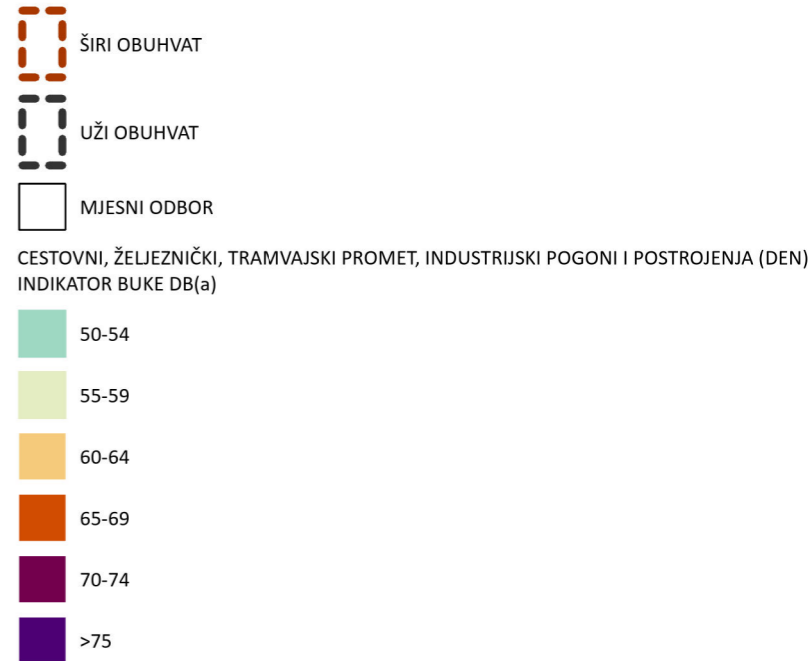 ŠIRI OBUHVAT
UŽI OBUHVAT
MJESNI ODBOR
CESTOVNI, ŽELJEZNIČKI, TRAMVAJSKI PROMET, INDUSTRIJSKI POGONI I POSTROJENJA (DEN)
INDIKATOR BUKE DB(a)
50-54
55-59
60-64
65-69
70-74
>75